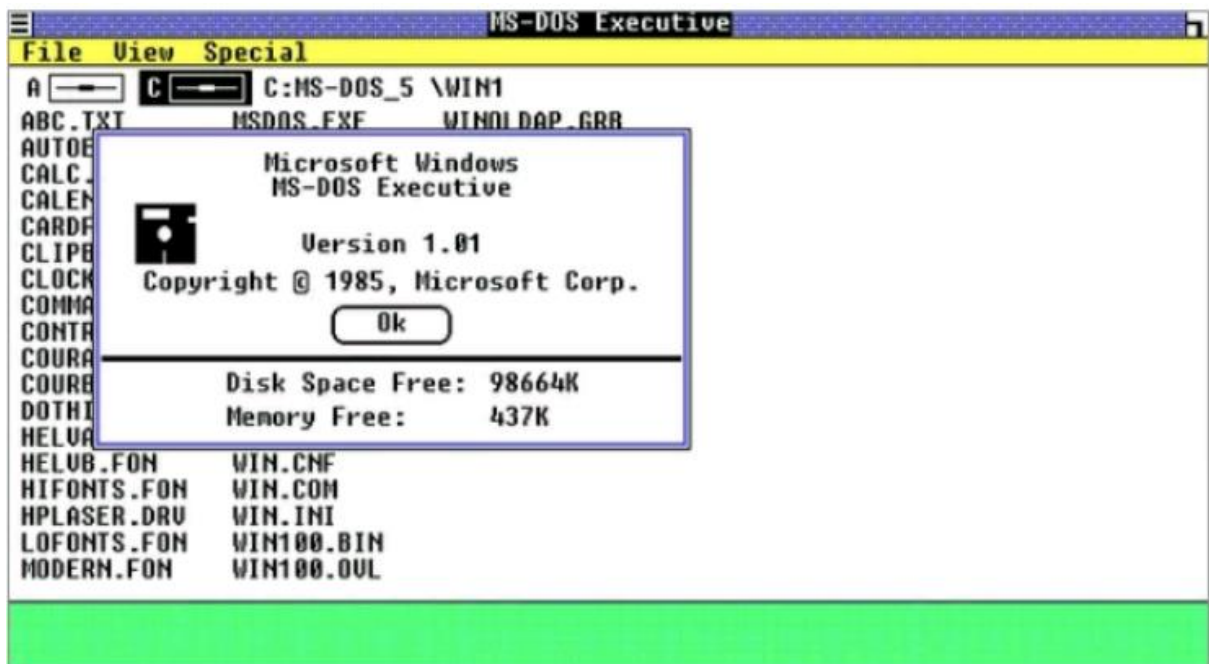 MS-DOS Executive
File View Special
A C C:MS-DOS_5 \WIN1
ABC.TXT MSDOS.EXE WINOLDAP.GRB
AUTOE
CALC.
CALEN
CARDF
CLIPB
CLOCK
COMMA
CONTR
COURA
COURB
DOTHI
HELVA
Microsoft Windows
MS-DOS Executive
Version 1.01
Copyright © 1985, Microsoft Corp.
Ok
Disk Space Free: 98664K
Memory Free: 437K
HELVB.FON WIN.CNF
HIFONTS.FON WIN.COM
HPLASER.DRV WIN.INI
LOFONTS.FON WIN100.BIN
MODERN.FON WIN100.OVL